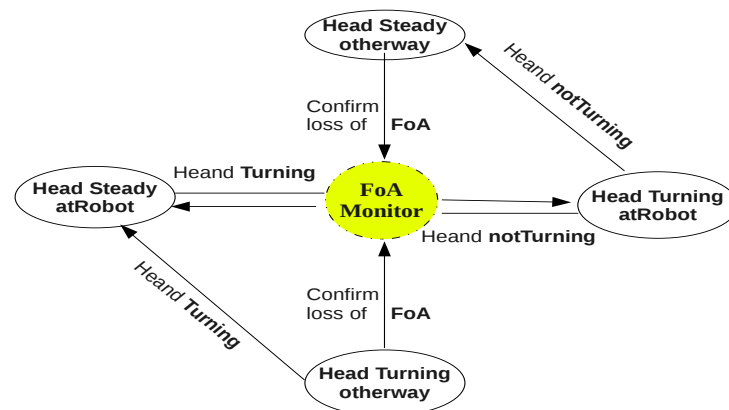 Head Steady
otherway
Heand notTurning
Confirm
loss of FoA
Heand Turning
Head Steady
atRobot
FoA
Monitor
Head Turning
atRobot
Heand notTurning
Heand Turning
Confirm
loss of FoA
Head Turning
otherway